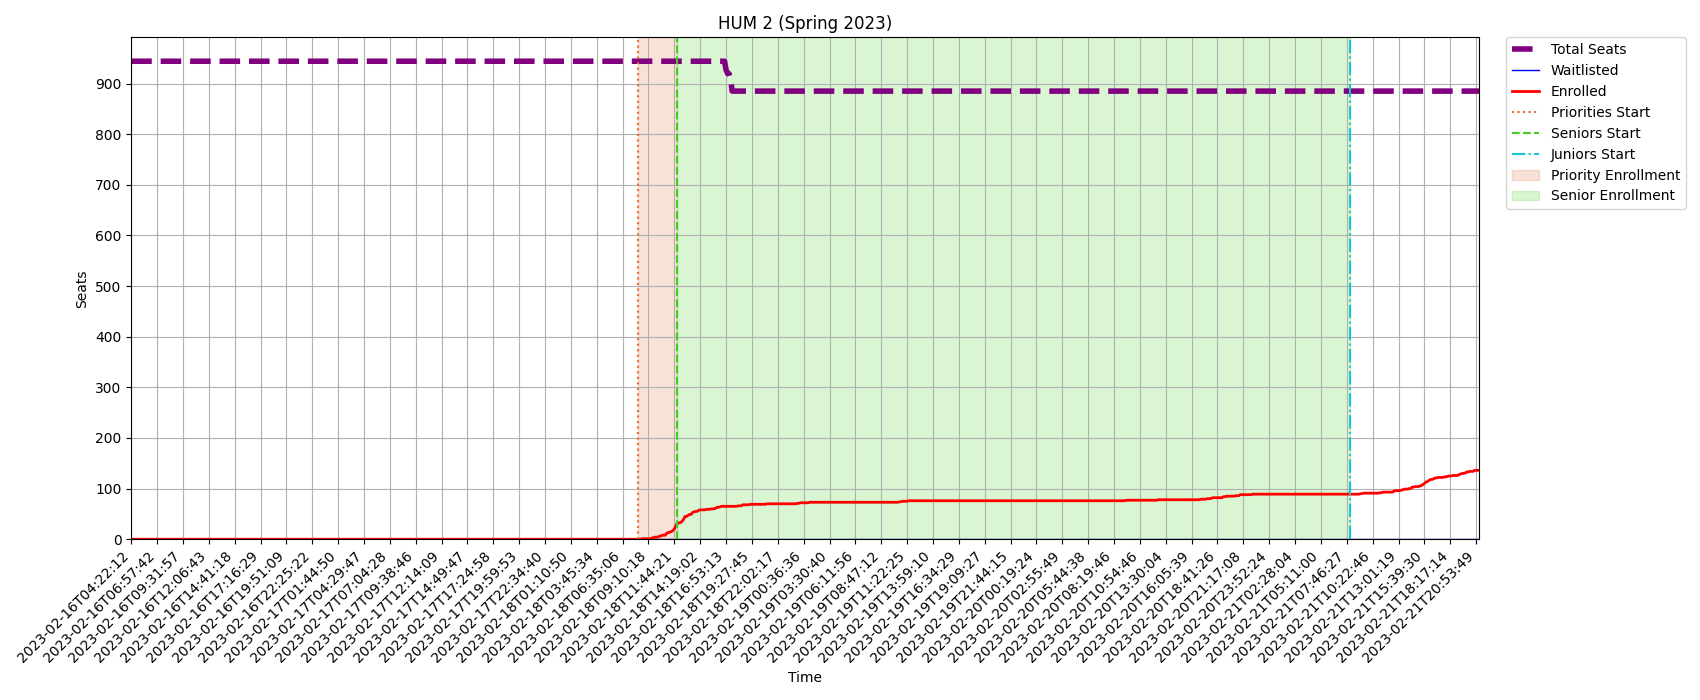 HUM 2 (Spring 2023)
Seats
900
800
700
600
500
400
300
200
100
0
2023-02-16T04:22:12
2023-02-16T06:57:42
2023-02-16T09:31:57
2023-02-16T12:06:43
2023-02-16T14:41:18
2023-02-16T17:16:29
2023-02-16T19:51:09
2023-02-16T22:25:22
2023-02-17T01:44:50
2023-02-17T04:29:47
2023-02-17T07:04:28
2023-02-17T09:38:46
2023-02-17T12:14:09
2023-02-17T14:49:47
2023-02-17T17:24:58
2023-02-17T19:59:53
2023-02-17T22:34:40
2023-02-18T01:10:50
2023-02-18T03:45:34
2023-02-18T06:35:06
2023-02-18T09:10:18
2023-02-18T11:44:21
2023-02-18T14:19:02
2023-02-18T16:53:13
2023-02-18T19:27:45
2023-02-18T22:02:17
2023-02-19T00:36:36
2023-02-19T03:30:40
2023-02-19T06:11:56
2023-02-19T08:47:12
2023-02-19T11:22:25
2023-02-19T13:59:10
2023-02-19T16:34:29
2023-02-19T19:09:27
2023-02-19T21:44:15
2023-02-20T00:19:24
2023-02-20T02:55:49
2023-02-20T05:44:38
2023-02-20T08:19:46
2023-02-20T10:54:46
2023-02-20T13:30:04
2023-02-20T16:05:39
2023-02-20T18:41:26
2023-02-20T21:17:08
2023-02-20T23:52:24
2023-02-21T02:28:04
2023-02-21T05:11:00
2023-02-21T07:46:27
2023-02-21T10:22:46
2023-02-21T13:01:19
2023-02-21T15:39:30
2023-02-21T18:17:14
2023-02-21T20:53:49
Time
Total Seats
Waitlisted
Enrolled
Priorities Start
Seniors Start
Juniors Start
Priority Enrollment
Senior Enrollment